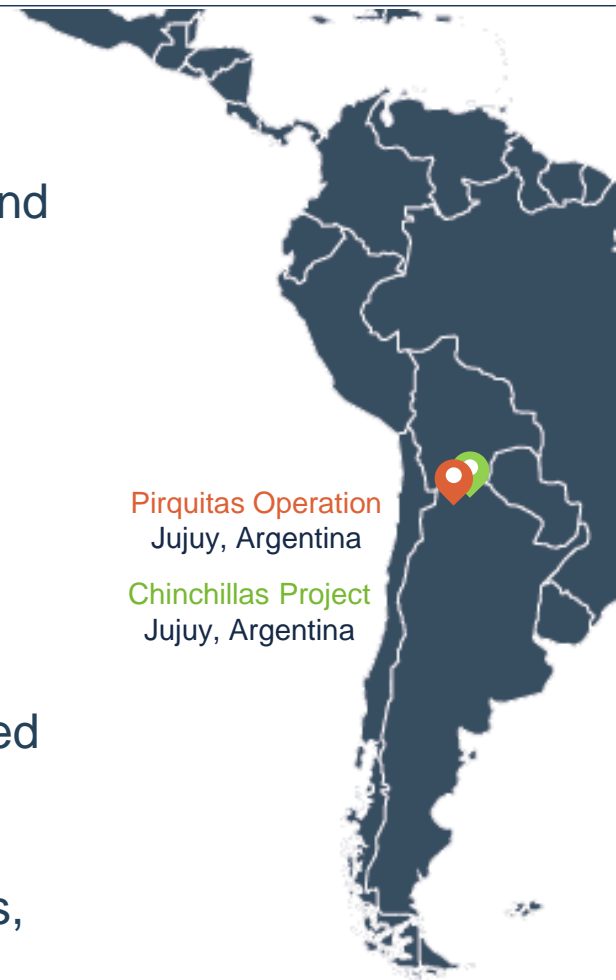 nd
Pirquitas Operation
Jujuy, Argentina
Chinchillas Project
Jujuy, Argentina
ed
s,